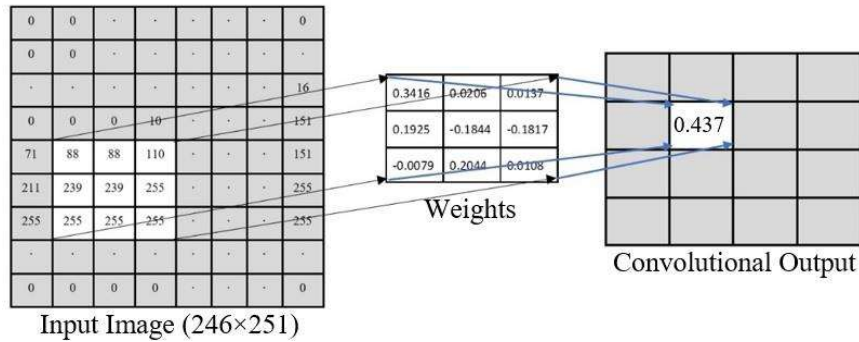 0 0 · · · · · 0
0 0 · · · · · ·
· · · · · · · 16
0 0 0 10 · · · 151
71 88 88 110 · · · 151
211 239 239 255 · · · 255
255 255 255 255 · · · 255
· · · · · · · ·
0 0 0 0 · · · 0
Input Image (246×251)
0.3416 0.0206 0.0137
0.1925 -0.1844 -0.1817
-0.0079 0.2044 0.0108
Weights
0.437
Convolutional Output